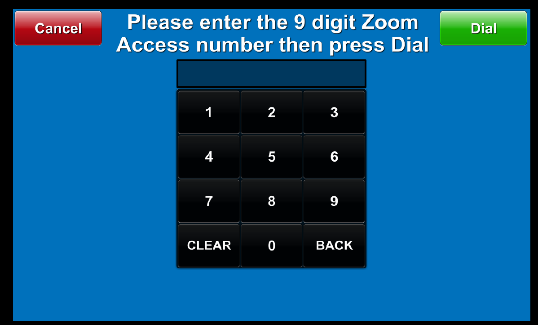 Cancel
Please enter the 9 digit Zoom
Access number then press Dial
Dial
1 2 3
4 5 6
7 8 9
CLEAR 0 BACK